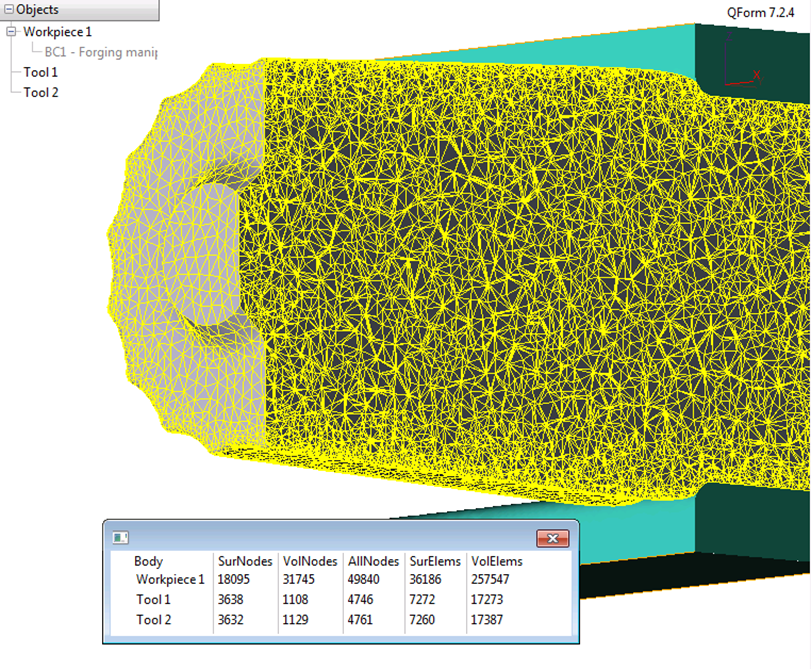 Objects
QForm 7.2.4
Workpiece 1
BC1 - Forging manip
Tool 1
Tool 2
X
Body SurNodes VolNodes AllNodes SurElems VolElems
Workpiece 1 18095 31745 49840 36186 257547
Tool 1 3638 1108 4746 7272 17273
Tool 2 3632 1129 4761 7260 17387